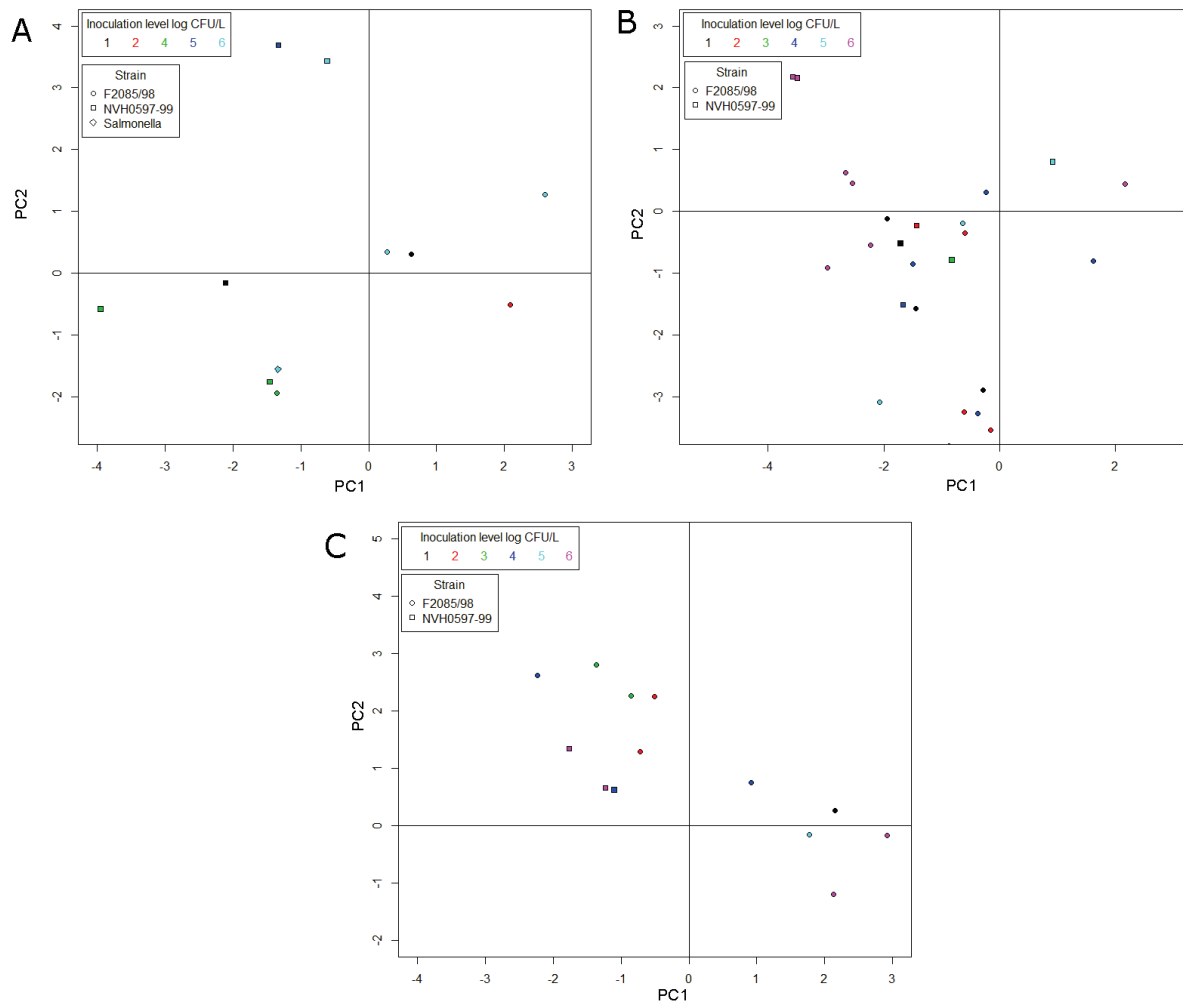 A
Inoculation level log CFU/L
1 2 4 5 6
Strain
F2085/98
NVH0597-99
Salmonella
PC2
4
3
2
1
0
-1
-2
-4 -3 -2 -1 0 1 2 3
PC1
B
Inoculation level log CFU/L
1 2 3 4 5 6
Strain
F2085/98
NVH0597-99
PC2
3
2
1
0
-1
-2
-3
-4 -2 0 2
PC1
C
Inoculation level log CFU/L
1 2 3 4 5 6
Strain
F2085/98
NVH0597-99
PC2
5
4
3
2
1
0
-1
-2
-4 -3 -2 -1 0 1 2 3
PC1